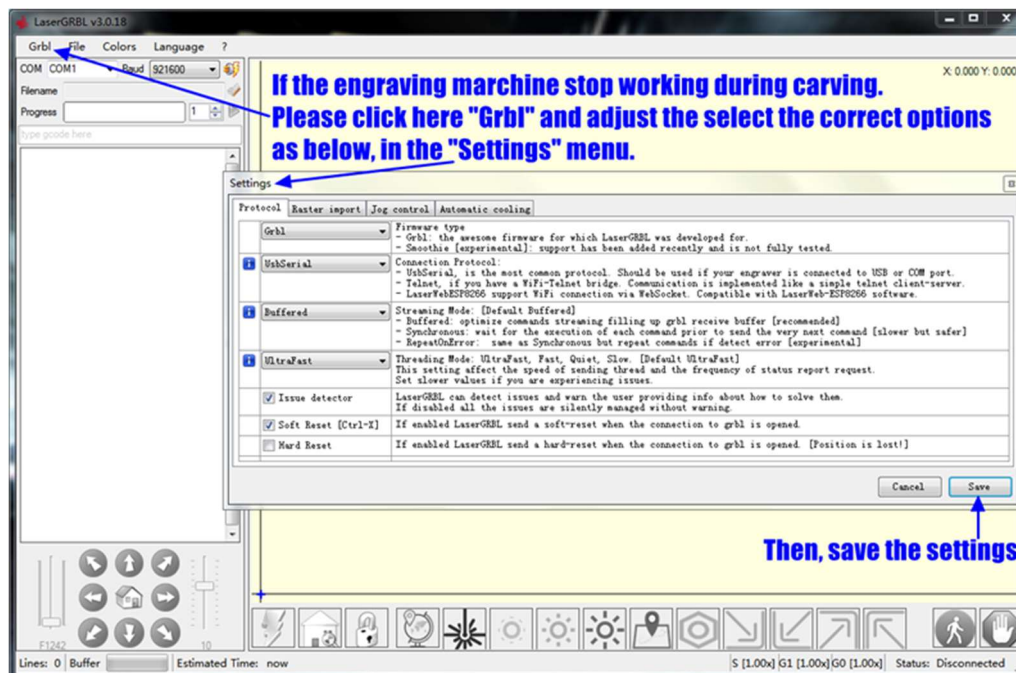 LaserGRBL v3.0.18
Grbl File Colors Language ?
COM COM1 Baud 921600
X: 0.000 Y: 0.000
Filename
Progress 1
type gcode here
If the engraving marchine stop working during carving.
Please click here "Grbl" and adjust the select the correct options
as below, in the "Settings" menu.
Settings
Protocol Raster import Jog control Automatic cooling
Grbl
Firmware type
- Grbl: the awesome firmware for which LaserGRBL was developed for.
- Smoothie [experimental]: support has been added recently and is not fully tested.
UsbSerial
Connection Protocol:
- UsbSerial, is the most common protocol. Should be used if your engraver is connected to USB or COM port.
- Telnet, if you have a WiFi-Telnet bridge. Communication is implemented like a simple telnet client-server.
- LaserWebESP8266 support WiFi connection via WebSocket. Compatible with LaserWeb-ESP8266 software.
Buffered
Streaming Mode: [Default Buffered]
- Buffered: optimize commands streaming filling up grbl receive buffer [recommended]
- Synchronous: wait for the execution of each command prior to send the very next command [slower but safer]
- RepeatOnError: same as Synchronous but repeat commands if detect error [experimental]
UltraFast
Threading Mode: UltraFast, Fast, Quiet, Slow. [Default UltraFast]
This setting affect the speed of sending thread and the frequency of status report request.
Set slower values if you are experiencing issues.
Issue detector
LaserGRBL can detect issues and warn the user providing info about how to solve them.
If disabled all the issues are silently managed without warning.
Soft Reset [Ctrl-X]
If enabled LaserGRBL send a soft-reset when the connection to grbl is opened.
Hard Reset
If enabled LaserGRBL send a hard-reset when the connection to grbl is opened. [Position is lost!]
Cancel Save
Then, save the settings
F1242 10
Lines: 0 Buffer Estimated Time: now S [1.00x] G1 [1.00x] G0 [1.00x] Status: Disconnected